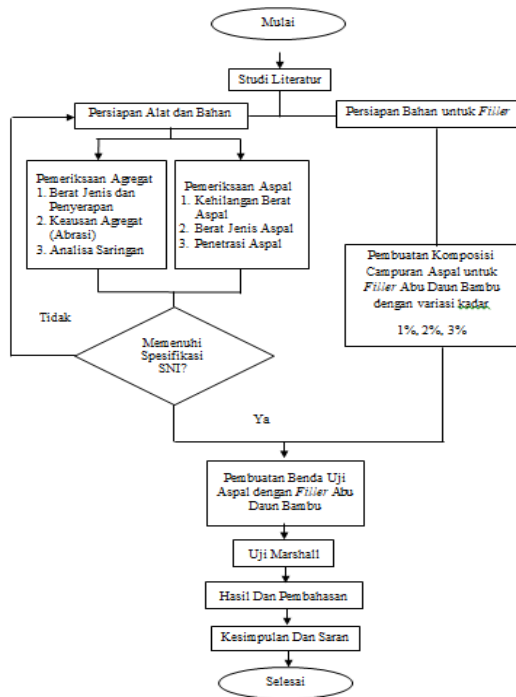 Mulai
Studi Literatur
Persiapan Alat dan Bahan
Persiapan Bahan untuk Filler
Pemeriksaan Agregat
1. Berat Jenis dan
Penyerapan
2. Keausan Agregat
(Abrasi)
3. Analisa Saringan
Pemeriksaan Aspal
1. Kehilangan Berat
Aspal
2. Berat Jenis Aspal
3. Penetrasi Aspal
Pembuatan Komposisi
Campuran Aspal untuk
Filler Abu Daun Bambu
dengan variasi kadar
1%, 2%, 3%
Tidak
Memenuhi
Spesifikasi
SNI?
Ya
Pembuatan Benda Uji
Aspal dengan Filler Abu
Daun Bambu
Uji Marshall
Hasil Dan Pembahasan
Kesimpulan Dan Saran
Selesai